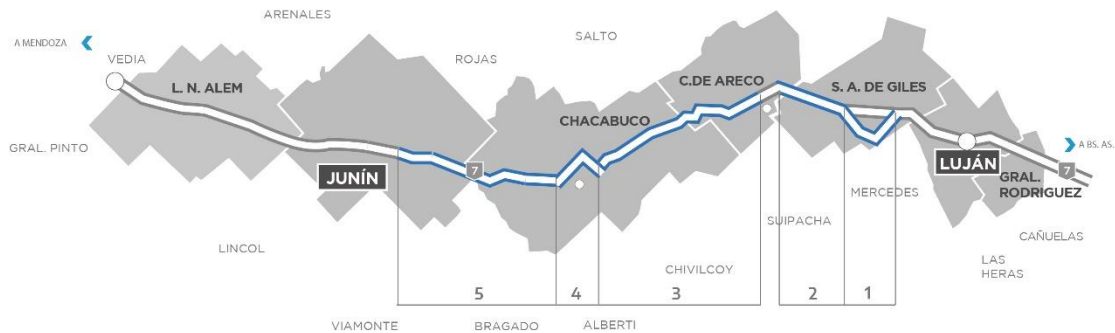 ARENALES
A MENDOZA
SALTO
VEDIA
ROJAS
L. N. ALEM
C.DE ARECO
S. A. DE GILES
CHACABUCO
A BS. AS.
GRAL. PINTO
JUNÍN
7
LUJÁN
7
GRAL.
RODRIGUEZ
MERCEDES
SUIPACHA
CAÑUELAS
LINCOL
LAS
HERAS
CHIVILCOY
5
4
3
2
1
VIAMONTE
BRAGADO
ALBERTI